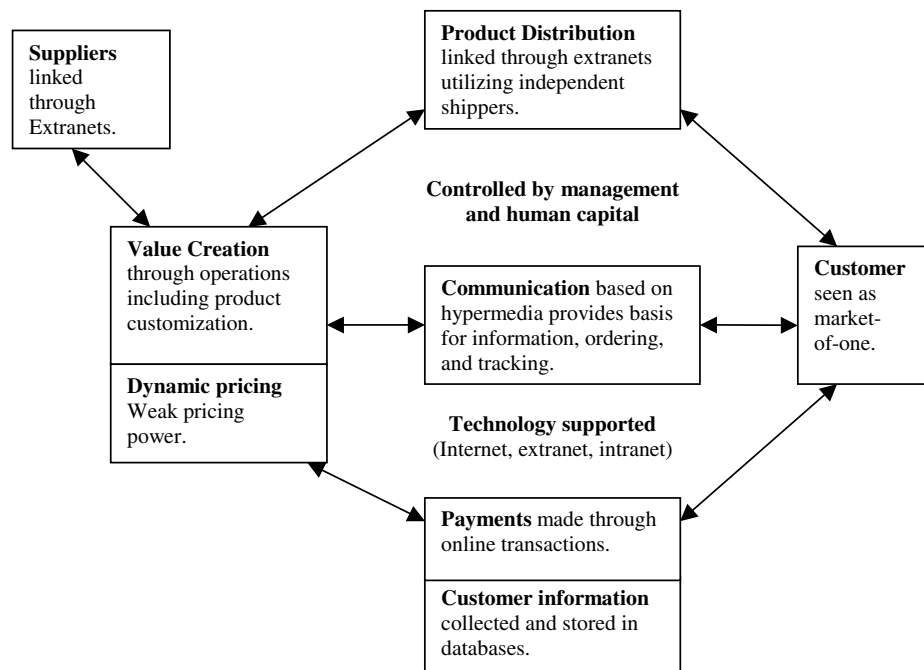 Suppliers
linked
through
Extranets.
Product Distribution
linked through extranets
utilizing independent
shippers.
Controlled by management
and human capital
Value Creation
through operations
including product
customization.
Dynamic pricing
Weak pricing
power.
Communication based on
hypermedia provides basis
for information, ordering,
and tracking.
Customer
seen as
market-
of-one.
Technology supported
(Internet, extranet, intranet)
Payments made through
online transactions.
Customer information
collected and stored in
databases.